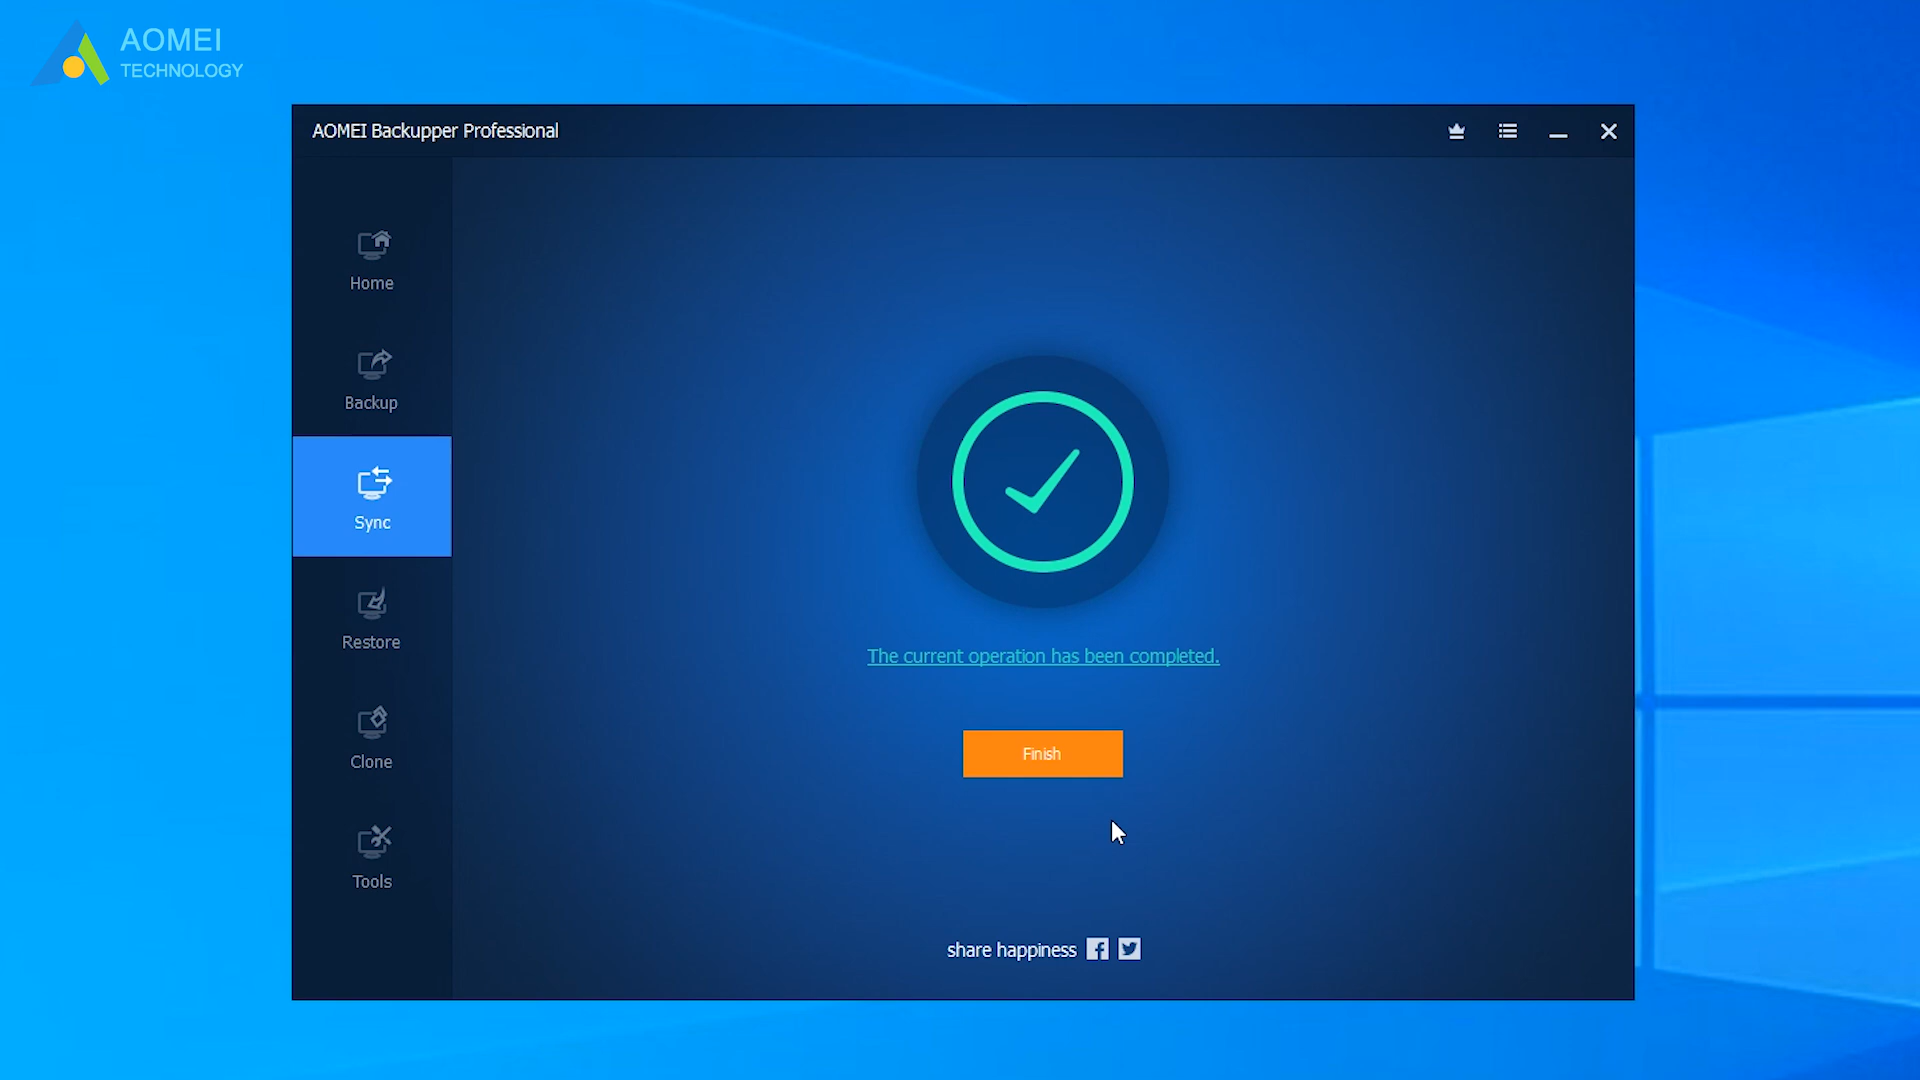 AOMEI
TECHNOLOGY
AOMEI Backupper Professional
Home
Backup
Sync
Restore
Clone
Tools
The current operation has been completed.
Finish
share happiness